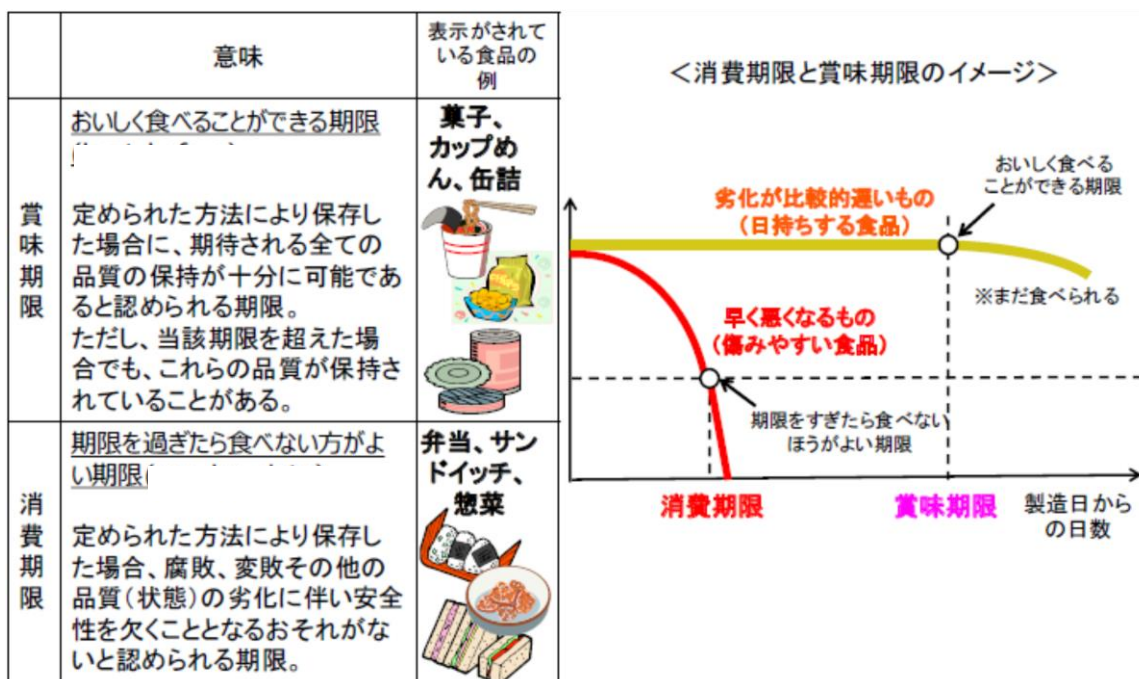 意味
表示がされて
いる食品の
例
賞味期限
おいしく食べることができる期限
定められた方法により保存し
た場合に、期待される全ての
品質の保持が十分に可能であ
ると認められる期限。
ただし、当該期限を超えた場
合でも、これらの品質が保持さ
れていることがある。
菓子、
カップめ
ん、缶詰
消費期限
期限を過ぎたら食べない方がよ
い期限(
定められた方法により保存し
た場合、腐敗、変敗その他の
品質(状態)の劣化に伴い安全
性を欠くこととなるおそれがな
いと認められる期限。
弁当、サン
ドイッチ、
惣菜
＜消費期限と賞味期限のイメージ＞
おいしく食べる
ことができる期限
劣化が比較的遅いもの
(日持ちする食品)
※まだ食べられる
早く悪くなるもの
(傷みやすい食品)
期限をすぎたら食べない
ほうがよい期限
消費期限
賞味期限
製造日から
の日数